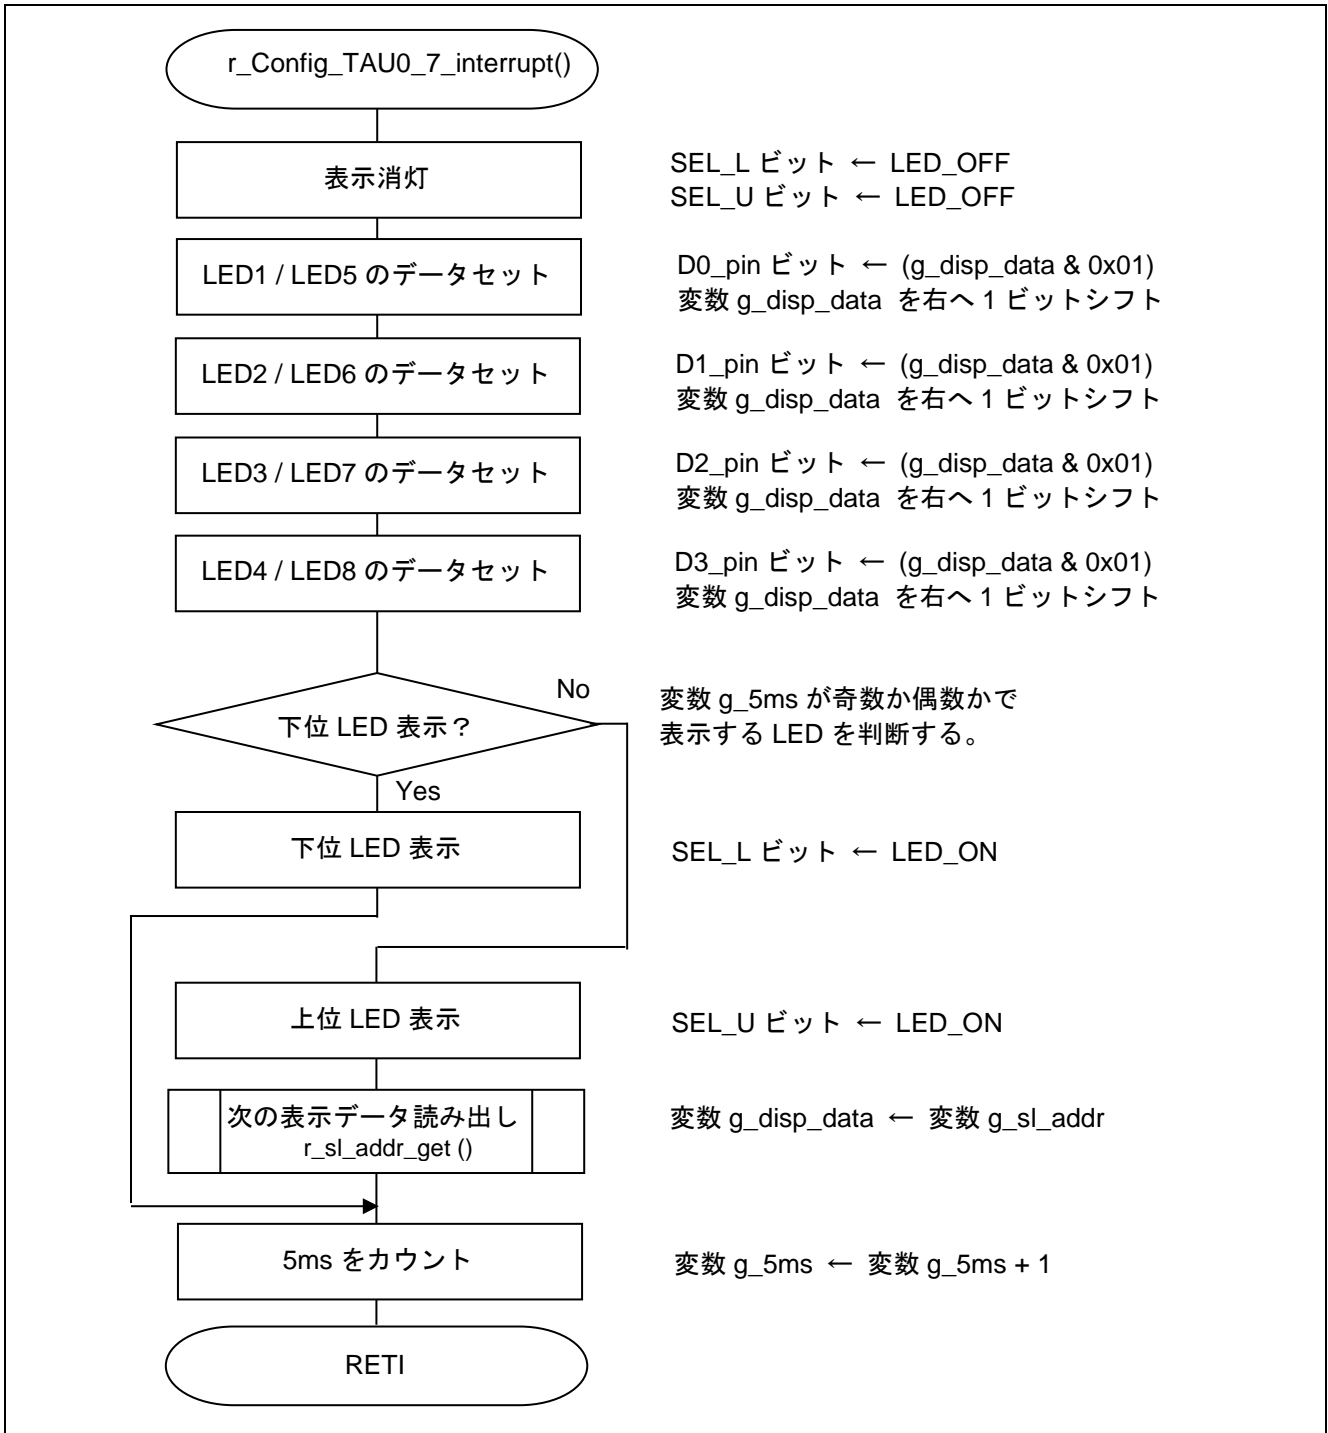 r_Config_TAU0_7_interrupt()
表示消灯
SEL_L ビット ← LED_OFF
SEL_U ビット ← LED_OFF
LED1 / LED5 のデータセット
D0_pin ビット ← (g_disp_data & 0x01)
変数 g_disp_data を右へ 1 ビットシフト
LED2 / LED6 のデータセット
D1_pin ビット ← (g_disp_data & 0x01)
変数 g_disp_data を右へ 1 ビットシフト
LED3 / LED7 のデータセット
D2_pin ビット ← (g_disp_data & 0x01)
変数 g_disp_data を右へ 1 ビットシフト
LED4 / LED8 のデータセット
D3_pin ビット ← (g_disp_data & 0x01)
変数 g_disp_data を右へ 1 ビットシフト
下位 LED 表示？
No
変数 g_5ms が奇数か偶数かで
表示する LED を判断する。
Yes
下位 LED 表示
SEL_L ビット ← LED_ON
上位 LED 表示
SEL_U ビット ← LED_ON
次の表示データ読み出し
r_sl_addr_get ()
変数 g_disp_data ← 変数 g_sl_addr
5ms をカウント
変数 g_5ms ← 変数 g_5ms + 1
RETI